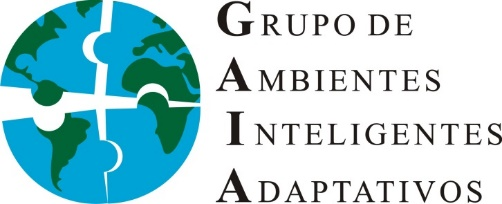 GRUPO DE
AMBIENTES
INTELIGENTES
ADAPTATIVOS